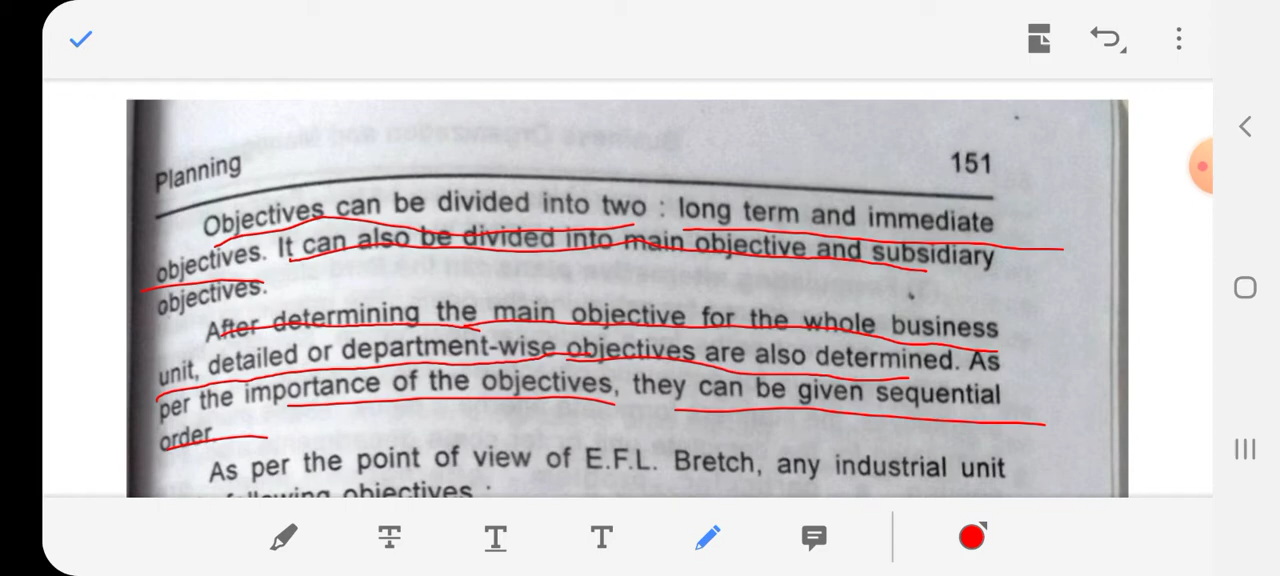 Planning 151
Objectives can be divided into two : long term and immediate
objectives. It can also be divided into main objective and subsidiary
objectives.
After determining the main objective for the whole business
unit, detailed or department-wise objectives are also determined. As
per the importance of the objectives, they can be given sequential
order.
As per the point of view of E.F.L. Bretch, any industrial unit
following objectives :
T T T